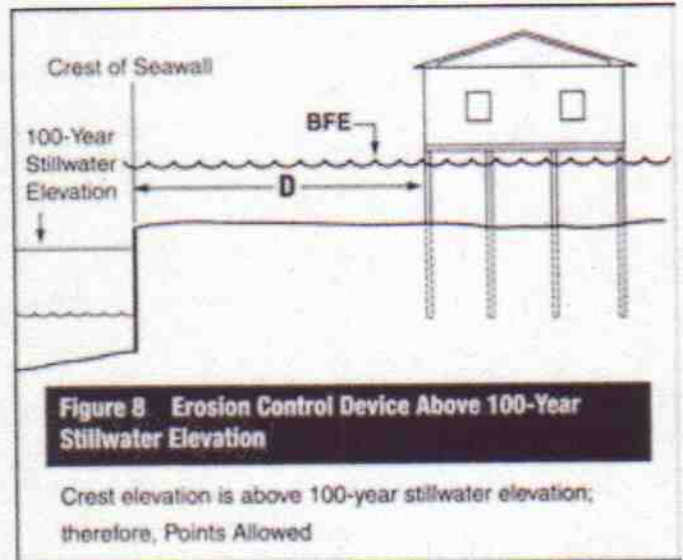 Crest of Seawall
100-Year
Stillwater
Elevation
BFE
D
Figure 8 Erosion Control Device Above 100-Year
Stillwater Elevation
Crest elevation is above 100-year stillwater elevation;
therefore, Points Allowed